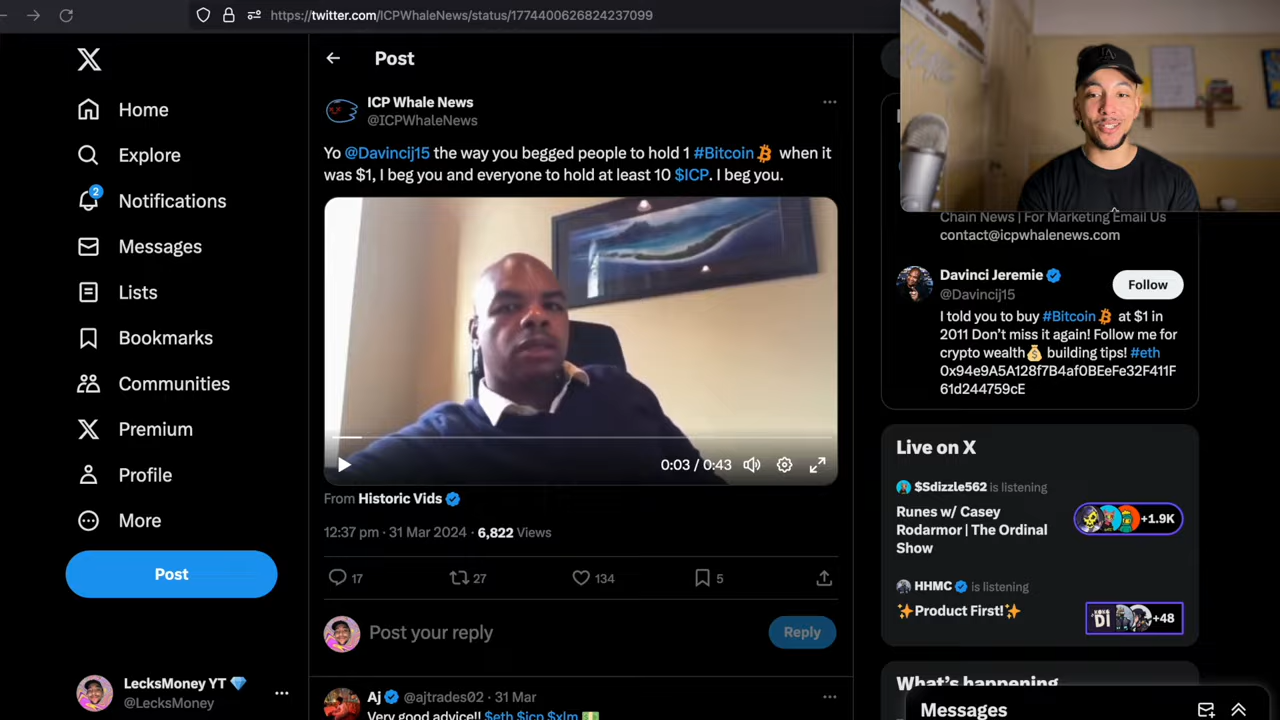 https://twitter.com/ICPWhaleNews/status/1774400626824237099
Home
Explore
2
Notifications
Messages
Lists
Bookmarks
Communities
Premium
Profile
More
Post
LecksMoney YT 💎
@LecksMoney
Post
ICP Whale News
@ICPWhaleNews
Yo @Davincij15 the way you begged people to hold 1 #Bitcoin when it
was $1, I beg you and everyone to hold at least 10 $ICP. I beg you.
0:03 / 0:43
From Historic Vids
12:37 pm · 31 Mar 2024 · 6,822 Views
17
27
134
5
Post your reply
Reply
Aj @ajtrades02 · 31 Mar
Very good advice!! $eth $icp $xlm 💵
Chain News | For Marketing Email Us
contact@icpwhalenews.com
Davinci Jeremie
@Davincij15
Follow
I told you to buy #Bitcoin at $1 in
2011 Don't miss it again! Follow me for
crypto wealth💰 building tips! #eth
0x94e9A5A128f7B4af0BEeFe32F411F
61d244759cE
Live on X
$Sdizzle562 is listening
Runes w/ Casey
Rodarmor | The Ordinal
Show
+1.9K
HHMC is listening
✨Product First!✨
+48
What's happening
Messages